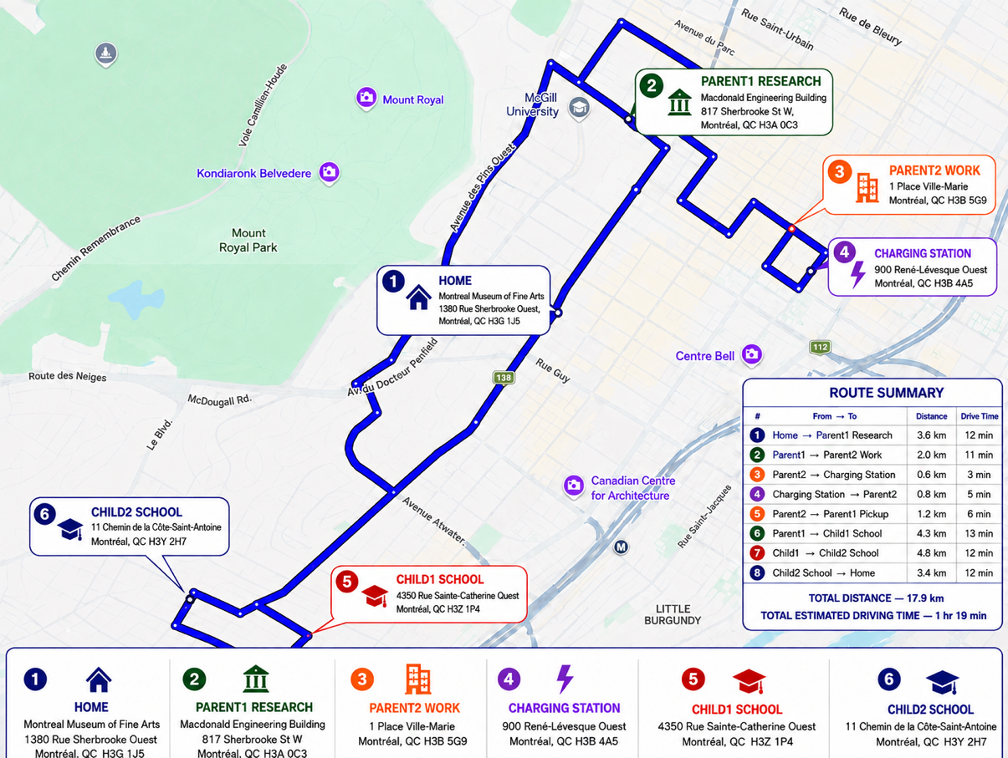 Rue Saint-Urbain
Rue de Bleury
Avenue du Parc
Voie Camillien-Houde
Mount Royal
McGill
University
2
PARENT1 RESEARCH
Macdonald Engineering Building
817 Sherbrooke St W,
Montréal, QC H3A 0C3
Kondiaronk Belvedere
Avenue des Pins Ouest
3
PARENT2 WORK
1 Place Ville-Marie
Montréal, QC H3B 5G9
Chemin Remembrance
Mount
Royal Park
4
CHARGING STATION
900 René-Lévesque Ouest
Montréal, QC H3B 4A5
1
HOME
Montreal Museum of Fine Arts
1380 Rue Sherbrooke Ouest,
Montréal, QC H3G 1J5
Centre Bell
112
Route des Neiges
McDougall Rd.
Le Blvd.
Av. du Docteur Penfield
138
Rue Guy
Canadian Centre
for Architecture
Rue Saint-Jacques
Avenue Atwater.
M
LITTLE
BURGUNDY
ROUTE SUMMARY
# From → To Distance Drive Time
1 Home → Parent1 Research 3.6 km 12 min
2 Parent1 → Parent2 Work 2.0 km 11 min
3 Parent2 → Charging Station 0.6 km 3 min
4 Charging Station → Parent2 0.8 km 5 min
5 Parent2 → Parent1 Pickup 1.2 km 6 min
6 Parent1 → Child1 School 4.3 km 13 min
7 Child1 → Child2 School 4.8 km 12 min
8 Child2 School → Home 3.4 km 12 min
TOTAL DISTANCE — 17.9 km
TOTAL ESTIMATED DRIVING TIME — 1 hr 19 min
6
CHILD2 SCHOOL
11 Chemin de la Côte-Saint-Antoine
Montréal, QC H3Y 2H7
5
CHILD1 SCHOOL
4350 Rue Sainte-Catherine Ouest
Montréal, QC H3Z 1P4
1
HOME
Montreal Museum of Fine Arts
1380 Rue Sherbrooke Ouest
Montréal, QC H3G 1J5
2
PARENT1 RESEARCH
Macdonald Engineering Building
817 Sherbrooke St W
Montréal, QC H3A 0C3
3
PARENT2 WORK
1 Place Ville-Marie
Montréal, QC H3B 5G9
4
CHARGING STATION
900 René-Lévesque Ouest
Montréal, QC H3B 4A5
5
CHILD1 SCHOOL
4350 Rue Sainte-Catherine Ouest
Montréal, QC H3Z 1P4
6
CHILD2 SCHOOL
11 Chemin de la Côte-Saint-Antoine
Montréal, QC H3Y 2H7